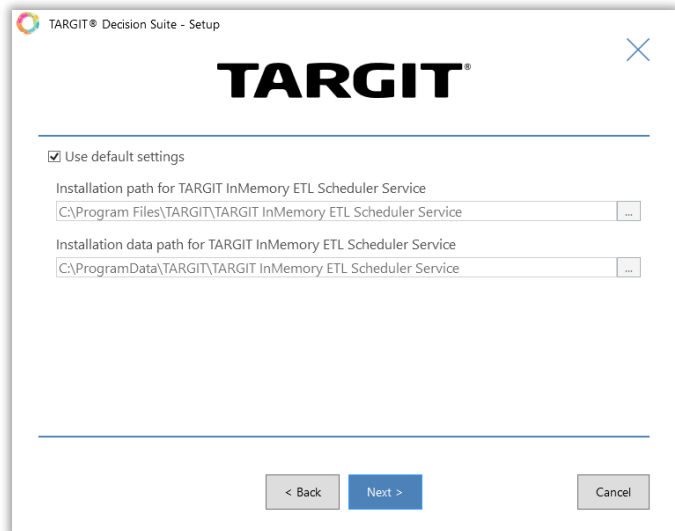 TARGIT® Decision Suite - Setup
TARGIT®
Use default settings
Installation path for TARGIT InMemory ETL Scheduler Service
C:\Program Files\TARGIT\TARGIT InMemory ETL Scheduler Service
...
Installation data path for TARGIT InMemory ETL Scheduler Service
C:\ProgramData\TARGIT\TARGIT InMemory ETL Scheduler Service
...
< Back
Next >
Cancel